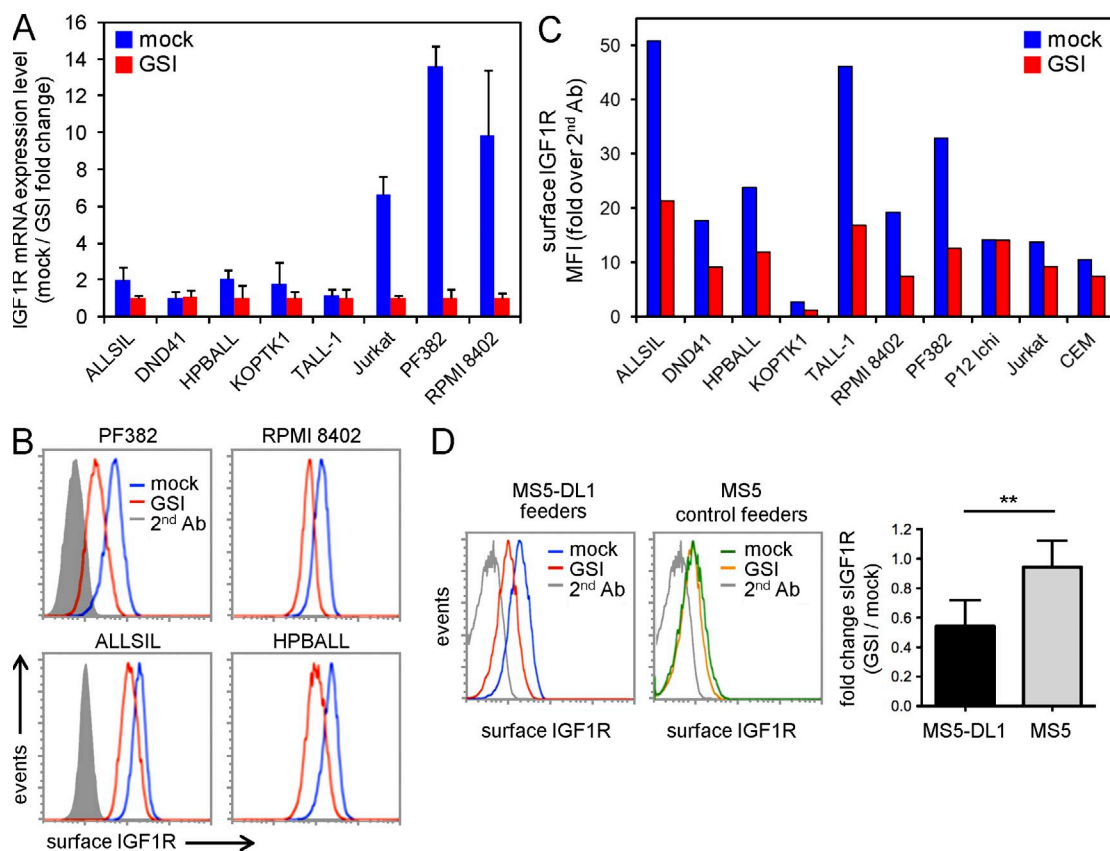 A
IGF1R mRNA expression level
(mock / GSI fold change)
16
14
12
10
8
6
4
2
0
mock
GSI
ALLSIL
DND41
HPBALL
KOPTK1
TALL-1
Jurkat
PF382
RPMI 8402
C
surface IGF1R
MFI (fold over 2nd Ab)
50
40
30
20
10
0
mock
GSI
ALLSIL
DND41
HPBALL
KOPTK1
TALL-1
RPMI 8402
PF382
P12 Ichi
Jurkat
CEM
B
PF382
mock
GSI
2nd Ab
RPMI 8402
ALLSIL
HPBALL
events
surface IGF1R
D
MS5-DL1
feeders
mock
GSI
2nd Ab
events
surface IGF1R
MS5
control feeders
mock
GSI
2nd Ab
surface IGF1R
fold change sIGF1R
(GSI / mock)
1.2
1.0
0.8
0.6
0.4
0.2
0.0
**
MS5-DL1
MS5